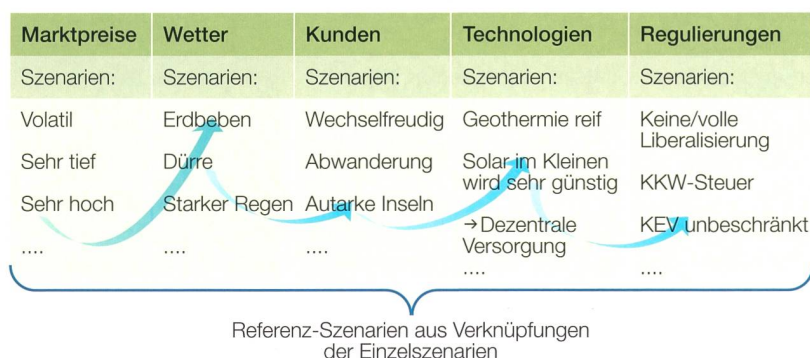 Marktpreise Wetter Kunden Technologien Regulierungen
Szenarien: Szenarien: Szenarien: Szenarien: Szenarien:
Volatil Erdbeben Wechselfreudig Geothermie reif Keine/volle
Liberalisierung
Sehr tief Dürre Abwanderung Solar im Kleinen
wird sehr günstig KKW-Steuer
Sehr hoch Starker Regen Autarke Inseln →Dezentrale
Versorgung KEV unbeschränkt
.... .... .... .... ....
Referenz-Szenarien aus Verknüpfungen
der Einzelszenarien